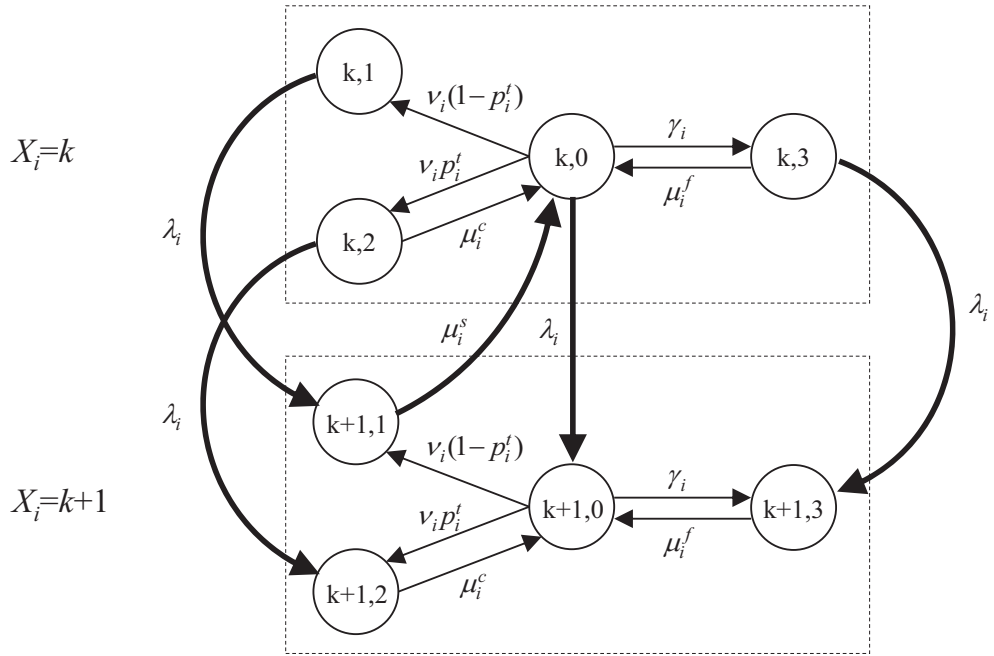 k,1
ν_i(1− p_i^t)
γ_i
X_i=k
k,0
k,3
ν_i p_i^t
μ_i^f
λ_i
k,2
μ_i^c
λ_i
μ_i^s
λ_i
λ_i
k+1,1
ν_i(1− p_i^t)
γ_i
X_i=k+1
k+1,0
k+1,3
ν_i p_i^t
μ_i^f
k+1,2
μ_i^c